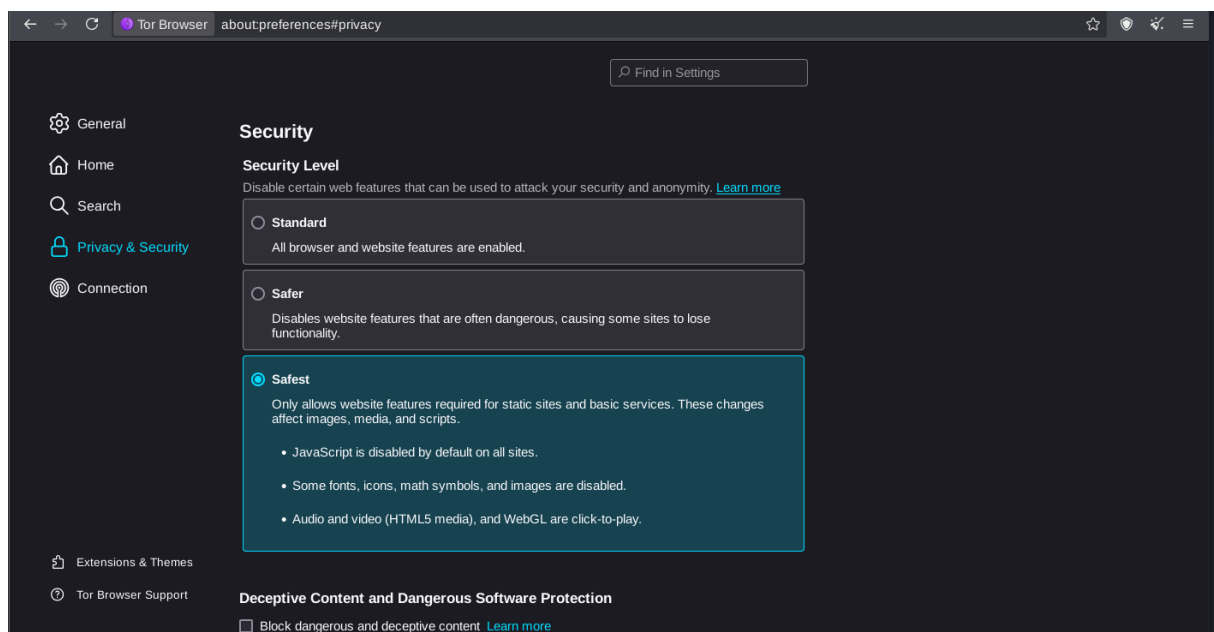 Tor Browser about:preferences#privacy
Find in Settings
General
Home
Search
Privacy & Security
Connection
Extensions & Themes
Tor Browser Support
Security
Security Level
Disable certain web features that can be used to attack your security and anonymity. Learn more
Standard
All browser and website features are enabled.
Safer
Disables website features that are often dangerous, causing some sites to lose
functionality.
Safest
Only allows website features required for static sites and basic services. These changes
affect images, media, and scripts.
• JavaScript is disabled by default on all sites.
• Some fonts, icons, math symbols, and images are disabled.
• Audio and video (HTML5 media), and WebGL are click-to-play.
Deceptive Content and Dangerous Software Protection
Block dangerous and deceptive content Learn more